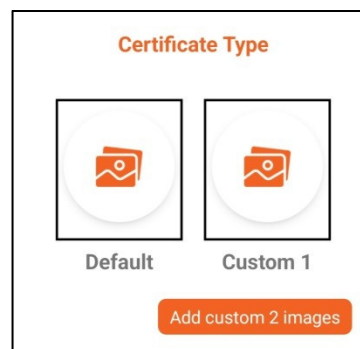 Certificate Type
Default Custom 1
Add custom 2 images